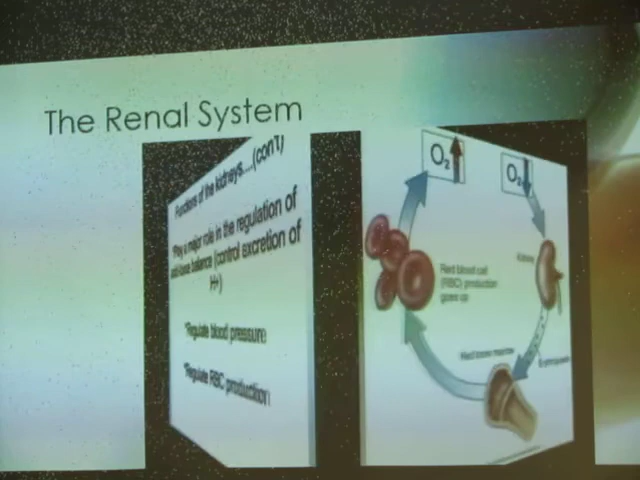 The Renal System
Functions of the kidneys....(con't)
*Play a major role in the regulation of
acid-base balance (control excretion of
H+)
*Regulate blood pressure
*Regulate RBC production
O2
O2
Kidney
Red blood cell
(RBC) production
goes up
Red bone marrow
Erythropoietin